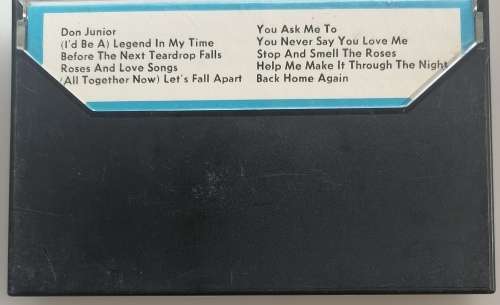 Don Junior
(I'd Be A) Legend In My Time
Before The Next Teardrop Falls
Roses And Love Songs
(All Together Now) Let's Fall Apart
You Ask Me To
You Never Say You Love Me
Stop And Smell The Roses
Help Me Make It Through The Night
Back Home Again